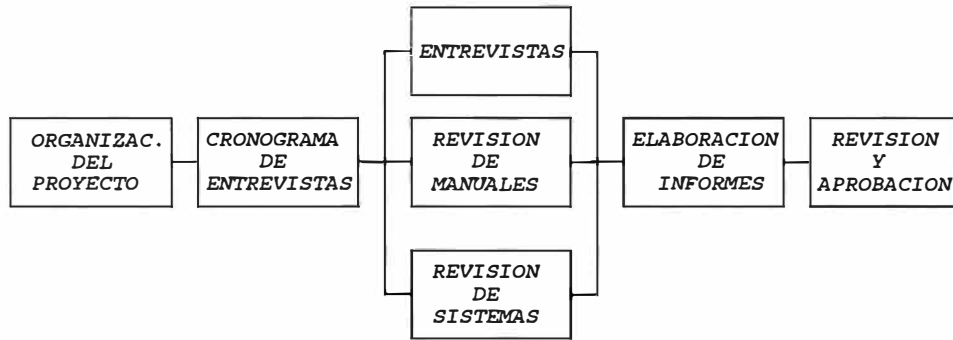 ORGANIZAC.
DEL
PROYECTO
CRONOGRAMA
DE
ENTREVISTAS
ENTREVISTAS
REVISION
DE
MANUALES
REVISION
DE
SISTEMAS
ELABORACION
DE
INFORMES
REVISION
Y
APROBACION